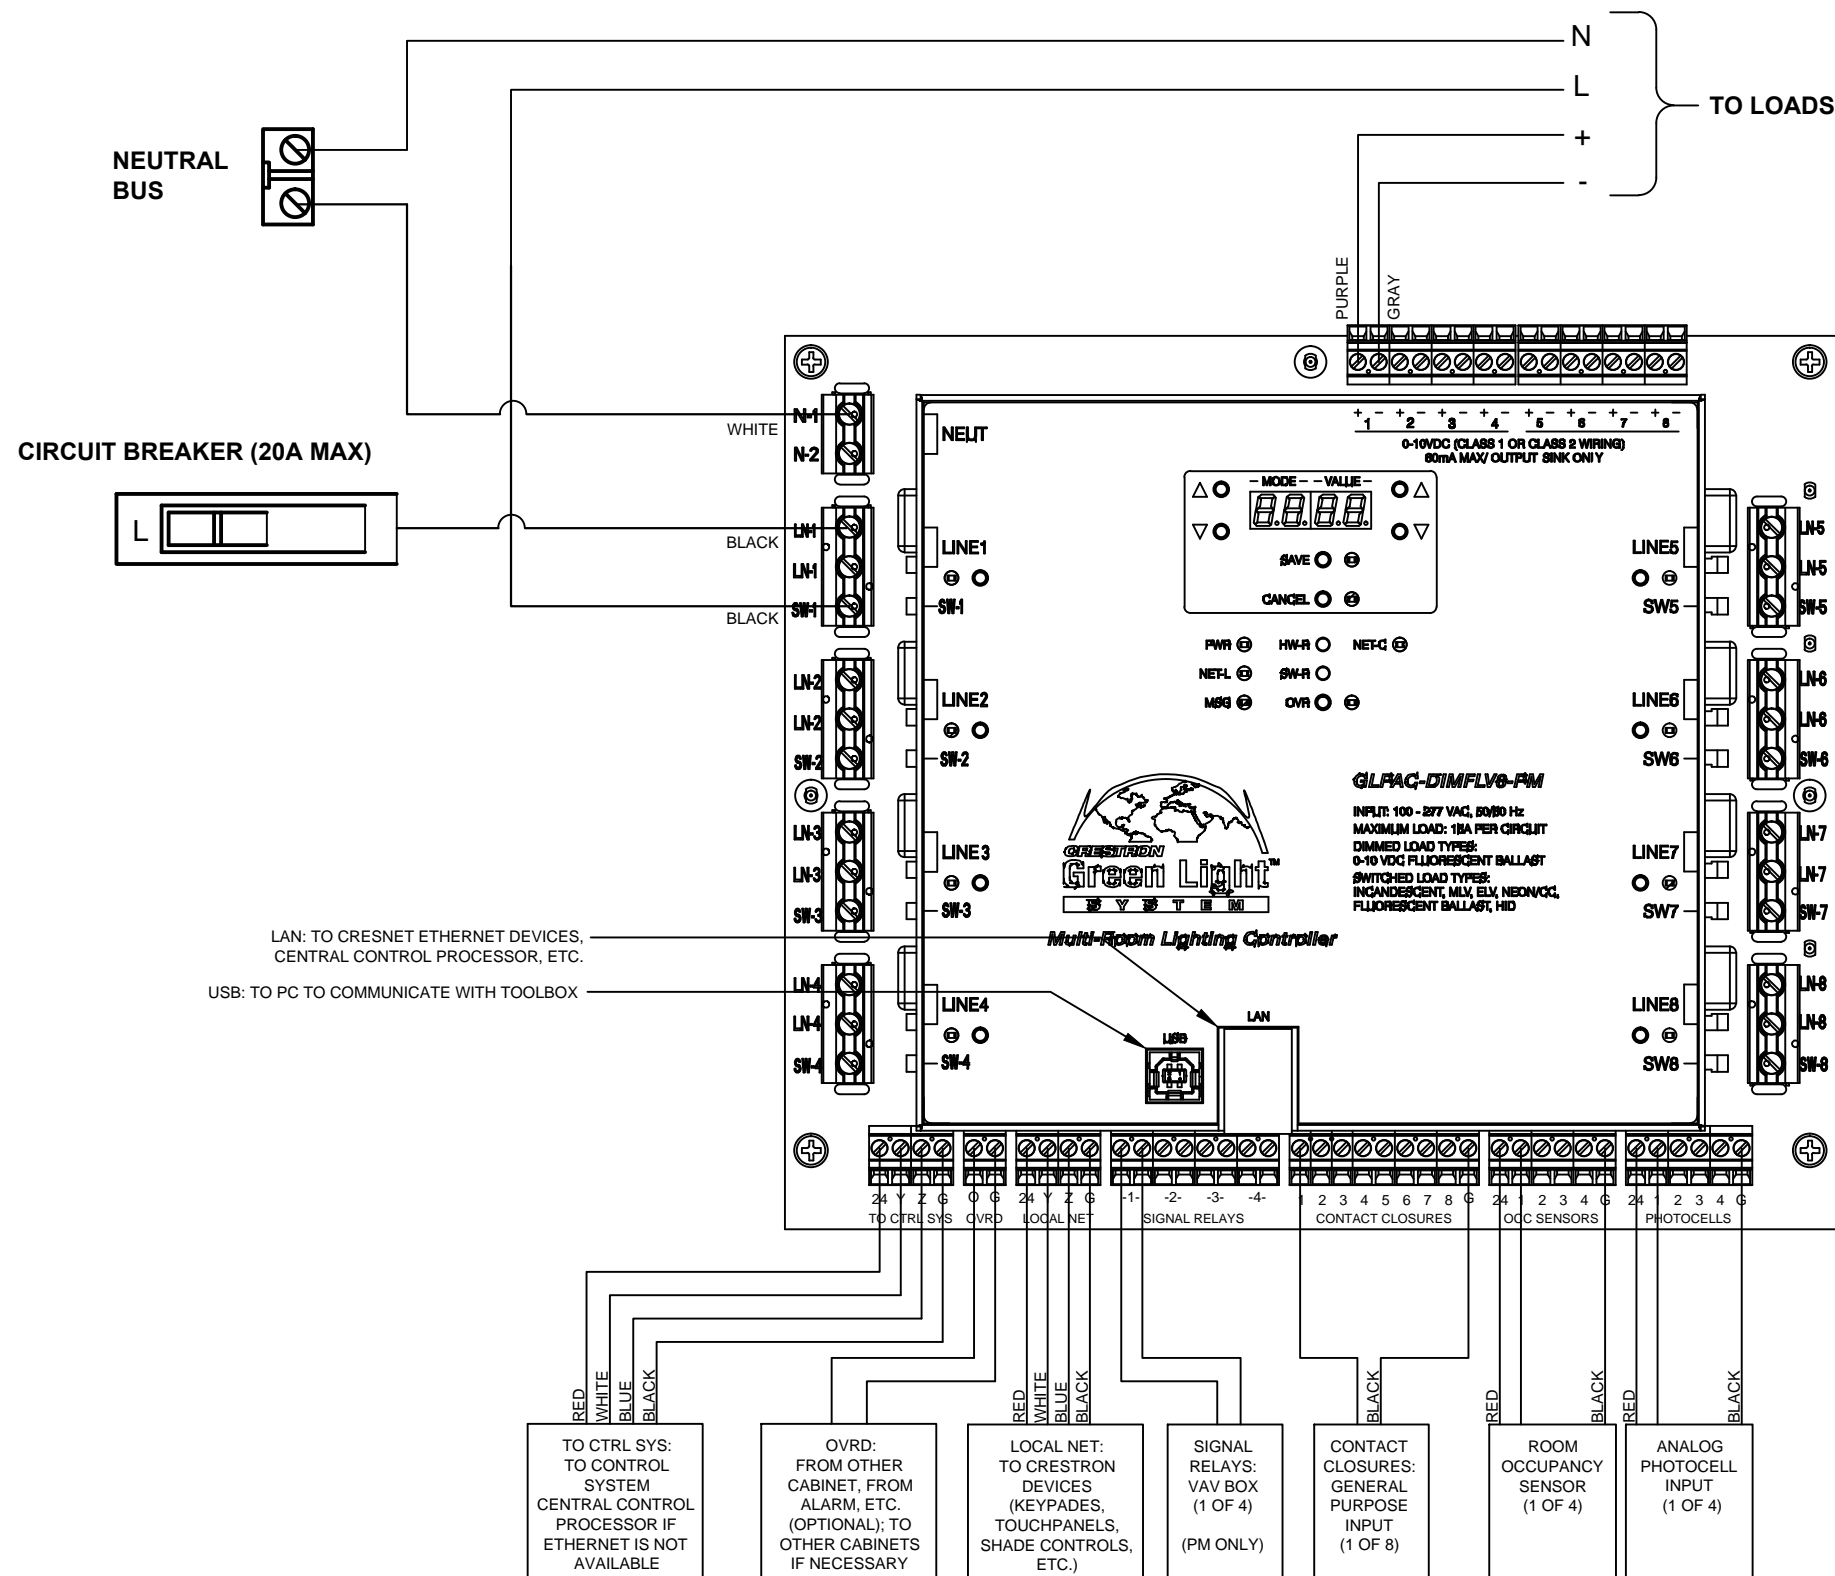 N
L
+
-
TO LOADS
NEUTRAL
BUS
PURPLE
GRAY
CIRCUIT BREAKER (20A MAX)
L
WHITE
BLACK
BLACK
N-1
N-2
NEUT
+ - + - + - + - + - + - + - + -
1 2 3 4 5 6 7 8
0-10VDC (CLASS 1 OR CLASS 2 WIRING)
60mA MAX/ OUTPUT SINK ONLY
- MODE - - VALUE -
8.8.8.8.
SAVE
CANCEL
PWR HW-R NET-C
NET-L SW-R
MSG OVR
LN-1
LN-1
SW-1
LINE1
SW-1
LN-2
LN-2
SW-2
LINE2
SW-2
LN-3
LN-3
SW-3
LINE3
SW-3
LN-4
LN-4
SW-4
LINE4
SW-4
LINE5
SW5
LN-5
LN-5
SW-5
LINE6
SW6
LN-6
LN-6
SW-6
LINE7
SW7
LN-7
LN-7
SW-7
LINE8
SW8
LN-8
LN-8
SW-8
CRESTRON
Green Light™
SYSTEM
Multi-Room Lighting Controller
GLPAC-DIMFLV8-PM
INPUT: 100 - 277 VAC, 50/60 Hz
MAXIMUM LOAD: 16A PER CIRCUIT
DIMMED LOAD TYPES:
0-10 VDC FLUORESCENT BALLAST
SWITCHED LOAD TYPES:
INCANDESCENT, MLV, ELV, NEON/CC,
FLUORESCENT BALLAST, HID
LAN: TO CRESNET ETHERNET DEVICES,
CENTRAL CONTROL PROCESSOR, ETC.
USB: TO PC TO COMMUNICATE WITH TOOLBOX
USB
LAN
24 Y Z G
TO CTRL SYS
O G
OVRD
24 Y Z G
LOCAL NET
-1- -2- -3- -4-
SIGNAL RELAYS
1 2 3 4 5 6 7 8 G
CONTACT CLOSURES
24 1 2 3 4 G
OCC SENSORS
24 1 2 3 4 G
PHOTOCELLS
RED
WHITE
BLUE
BLACK
RED
WHITE
BLUE
BLACK
BLACK
RED
BLACK
RED
BLACK
TO CTRL SYS:
TO CONTROL
SYSTEM
CENTRAL CONTROL
PROCESSOR IF
ETHERNET IS NOT
AVAILABLE
OVRD:
FROM OTHER
CABINET, FROM
ALARM, ETC.
(OPTIONAL); TO
OTHER CABINETS
IF NECESSARY
LOCAL NET:
TO CRESTRON
DEVICES
(KEYPADES,
TOUCHPANELS,
SHADE CONTROLS,
ETC.)
SIGNAL
RELAYS:
VAV BOX
(1 OF 4)
(PM ONLY)
CONTACT
CLOSURES:
GENERAL
PURPOSE
INPUT
(1 OF 8)
ROOM
OCCUPANCY
SENSOR
(1 OF 4)
ANALOG
PHOTOCELL
INPUT
(1 OF 4)